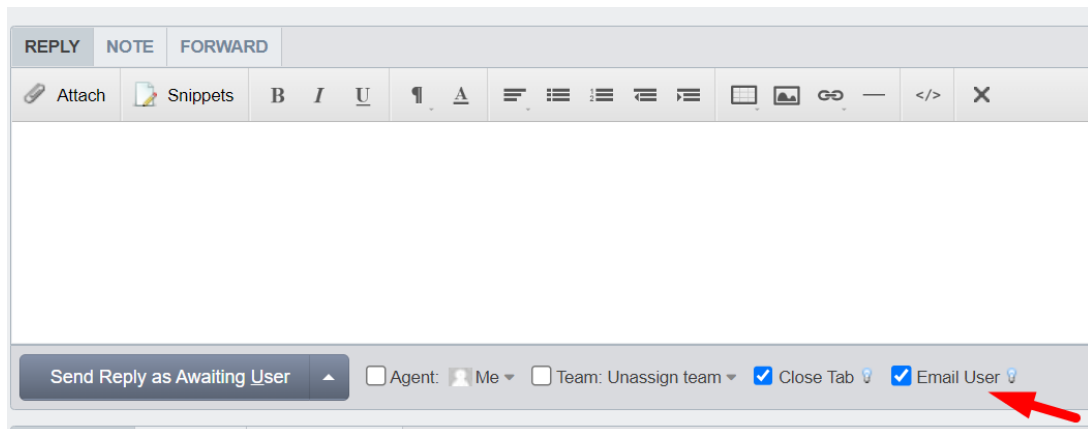 REPLY NOTE FORWARD
Attach Snippets B I U ¶ A </>
Send Reply as Awaiting User Agent: Me Team: Unassign team Close Tab Email User